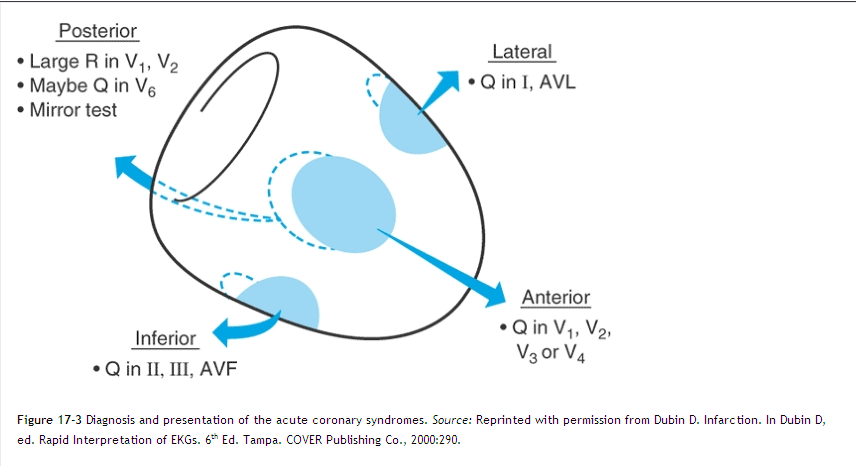 Posterior
• Large R in V₁, V₂
• Maybe Q in V₆
• Mirror test
Lateral
• Q in I, AVL
Anterior
• Q in V₁, V₂,
V₃ or V₄
Inferior
• Q in II, III, AVF
Figure 17-3 Diagnosis and presentation of the acute coronary syndromes. Source: Reprinted with permission from Dubin D. Infarction. In Dubin D,
ed. Rapid Interpretation of EKGs. 6th Ed. Tampa. COVER Publishing Co., 2000:290.